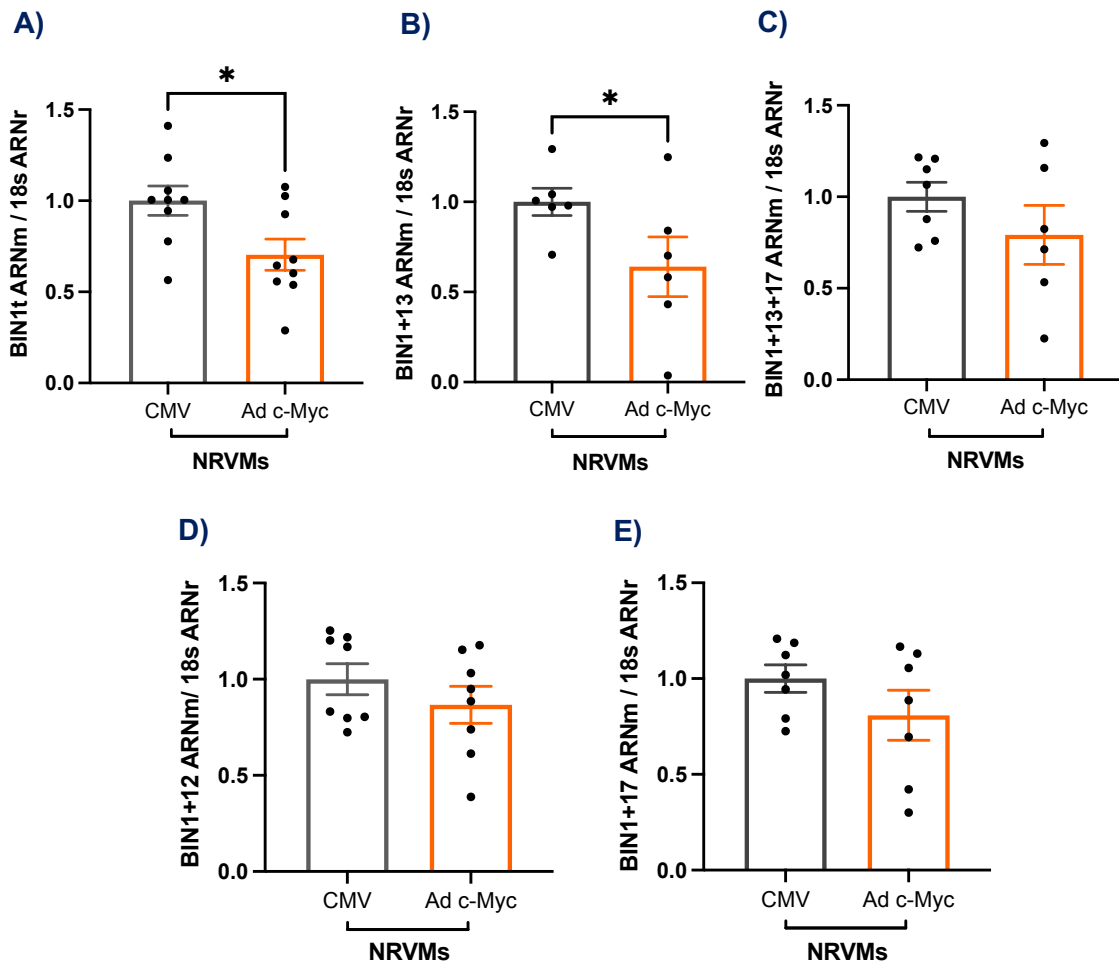 A)
BIN1t ARNm / 18s ARNr
1.5
1.0
0.5
0.0
*
CMV
Ad c-Myc
NRVMs
B)
BIN1+13 ARNm / 18s ARNr
1.5
1.0
0.5
0.0
*
CMV
Ad c-Myc
NRVMs
C)
BIN1+13+17 ARNm / 18s ARNr
1.5
1.0
0.5
0.0
CMV
Ad c-Myc
NRVMs
D)
BIN1+12 ARNm/ 18s ARNr
1.5
1.0
0.5
0.0
CMV
Ad c-Myc
NRVMs
E)
BIN1+17 ARNm / 18s ARNr
1.5
1.0
0.5
0.0
CMV
Ad c-Myc
NRVMs